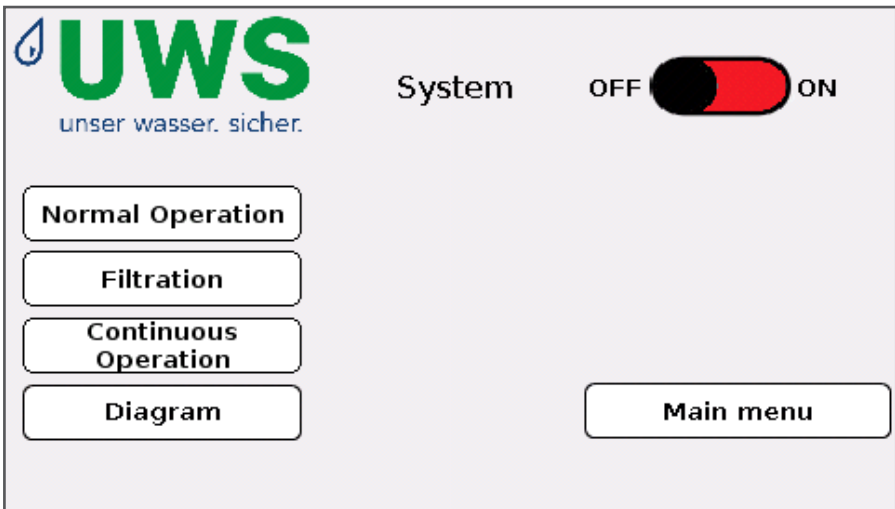 UWS
unser wasser. sicher.
System OFF ON
Normal Operation
Filtration
Continuous
Operation
Diagram
Main menu